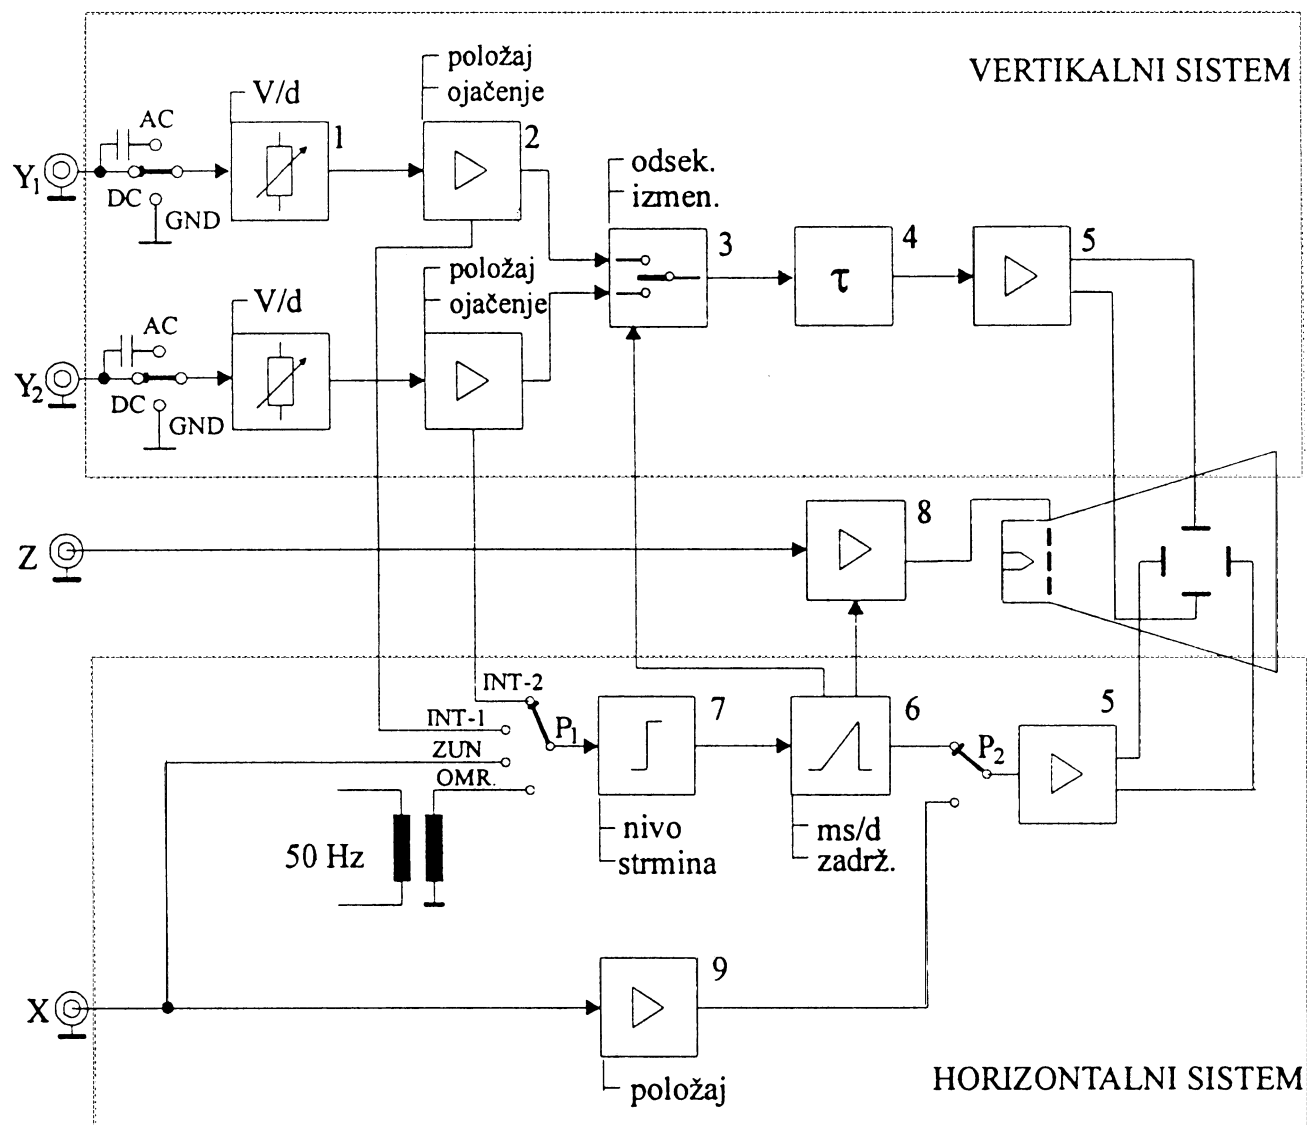 VERTIKALNI SISTEM
položaj
ojačenje
V/d
1
2
AC
Y1
DC
GND
odsek.
izmen.
3
τ
4
5
položaj
ojačenje
V/d
AC
Y2
DC
GND
Z
8
INT-2
INT-1
ZUN
OMR.
P1
7
6
P2
5
50 Hz
nivo
strmina
ms/d
zadrž.
X
9
položaj
HORIZONTALNI SISTEM